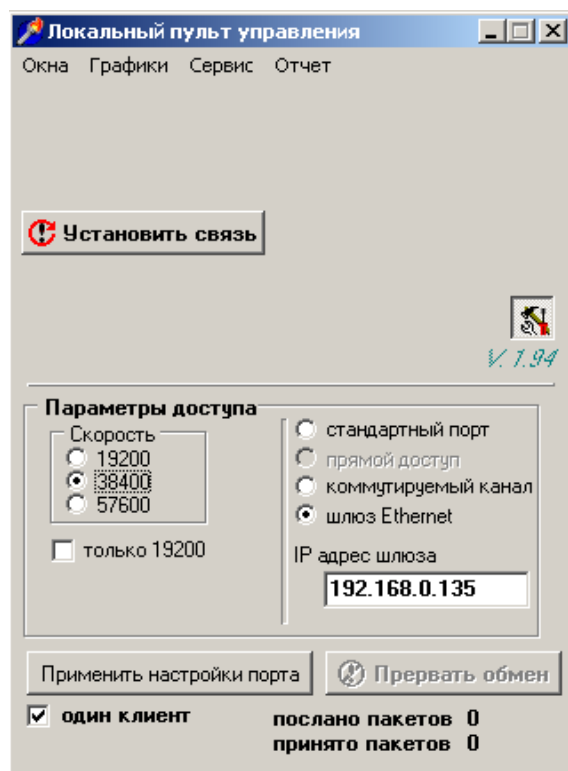 Локальный пульт управления
Окна Графики Сервис Отчет
Установить связь
V. 1.94
Параметры доступа
Скорость
19200
38400
57600
только 19200
стандартный порт
прямой доступ
коммутируемый канал
шлюз Ethernet
IP адрес шлюза
192.168.0.135
Применить настройки порта
Прервать обмен
один клиент
послано пакетов 0
принято пакетов 0